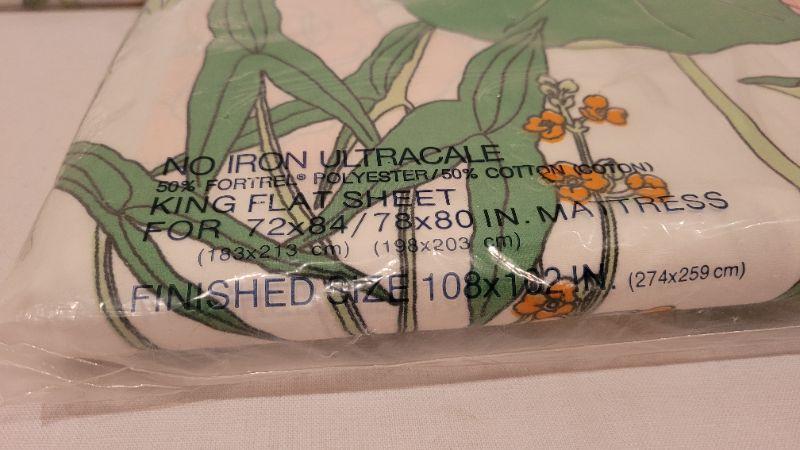 NO IRON ULTRACALE
50% FORTREL® POLYESTER/50% COTTON (COTON)
KING FLAT SHEET
FOR 72x84/78x80 IN. MATTRESS
(183x213 cm) (198x203 cm)
FINISHED SIZE 108x102 IN. (274x259 cm)